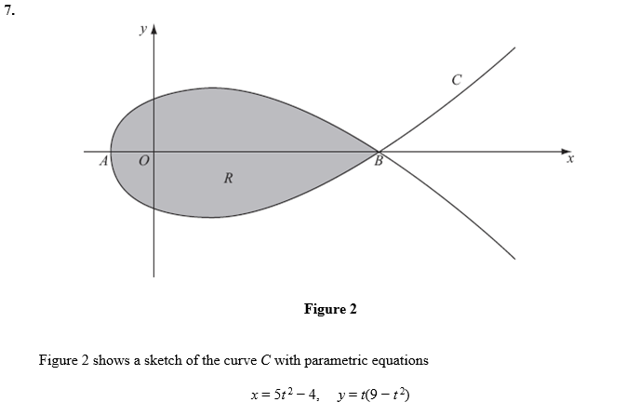 7.
y
C
A
O
B
x
R
Figure 2
Figure 2 shows a sketch of the curve C with parametric equations
x = 5t² – 4, y = t(9 – t²)